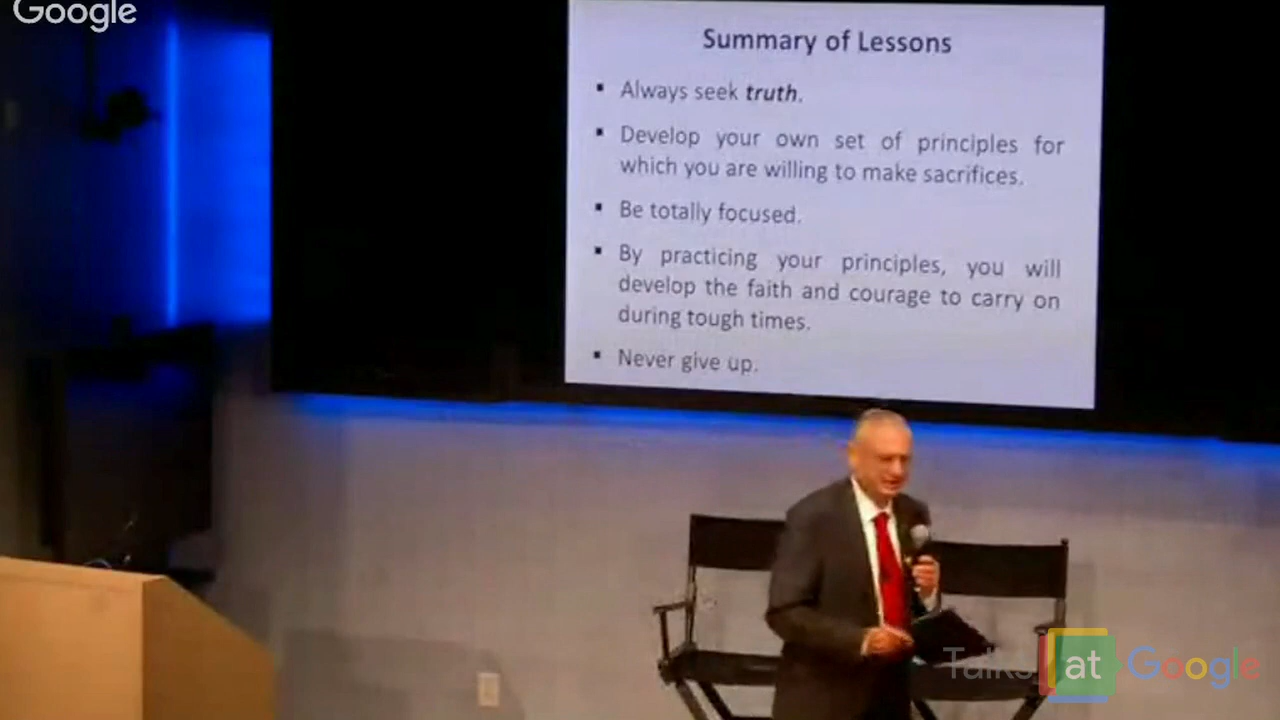 Google
Summary of Lessons
▪ Always seek truth.
▪ Develop your own set of principles for
which you are willing to make sacrifices.
▪ Be totally focused.
▪ By practicing your principles, you will
develop the faith and courage to carry on
during tough times.
▪ Never give up.
Talks at Google